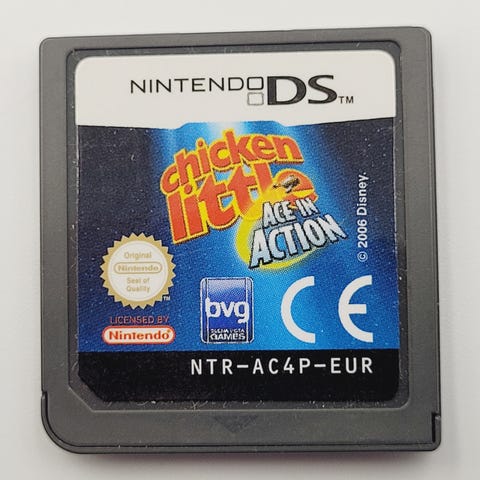 NINTENDO DS™
chicken
little
ACE IN
ACTION
© 2006 Disney.
Original
Nintendo
Seal of
Quality
™
LICENSED BY
Nintendo
bvg
BUENA VISTA
GAMES
CE
NTR-AC4P-EUR